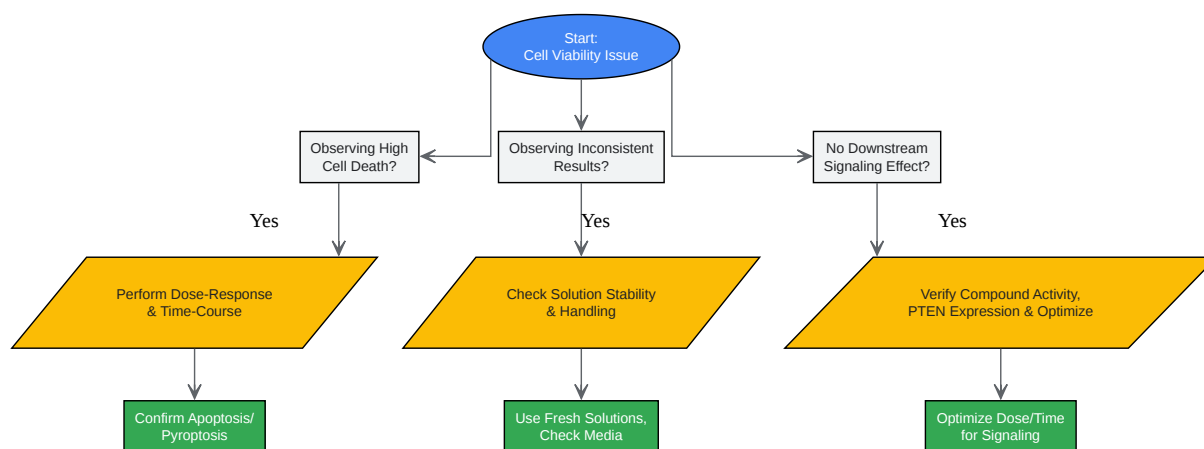 Start:
Cell Viability Issue
Observing High
Cell Death?
Observing Inconsistent
Results?
No Downstream
Signaling Effect?
Yes
Yes
Yes
Perform Dose-Response
& Time-Course
Check Solution Stability
& Handling
Verify Compound Activity,
PTEN Expression & Optimize
Confirm Apoptosis/
Pyroptosis
Use Fresh Solutions,
Check Media
Optimize Dose/Time
for Signaling